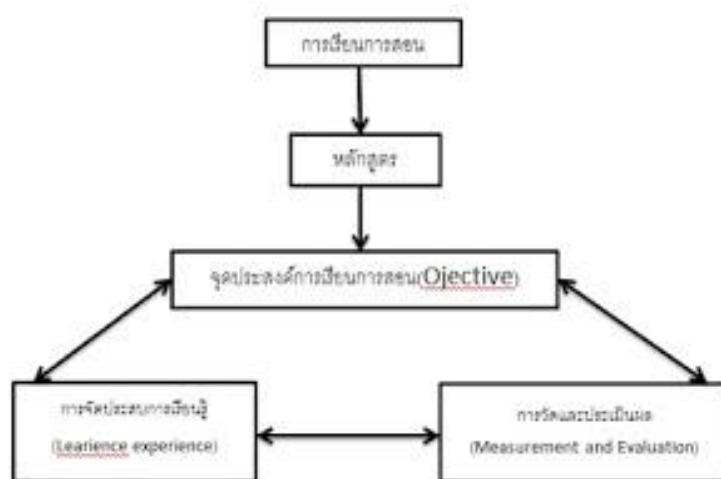 การเรียนการสอน
หลักสูตร
จุดประสงค์การเรียนการสอน(Ojective)
การจัดประสบการเรียนรู้
(Learience experience)
การวัดและประเมินผล
(Measurement and Evaluation)